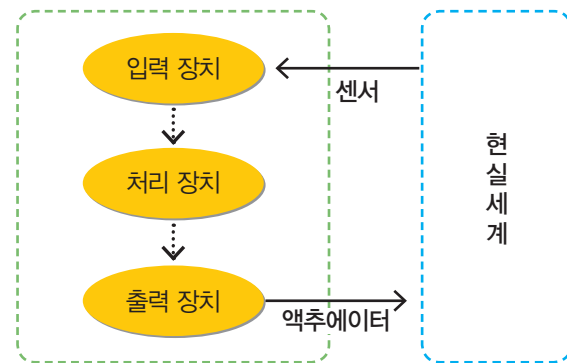 입력 장치
센서
처리 장치
현실세계
출력 장치
액추에이터